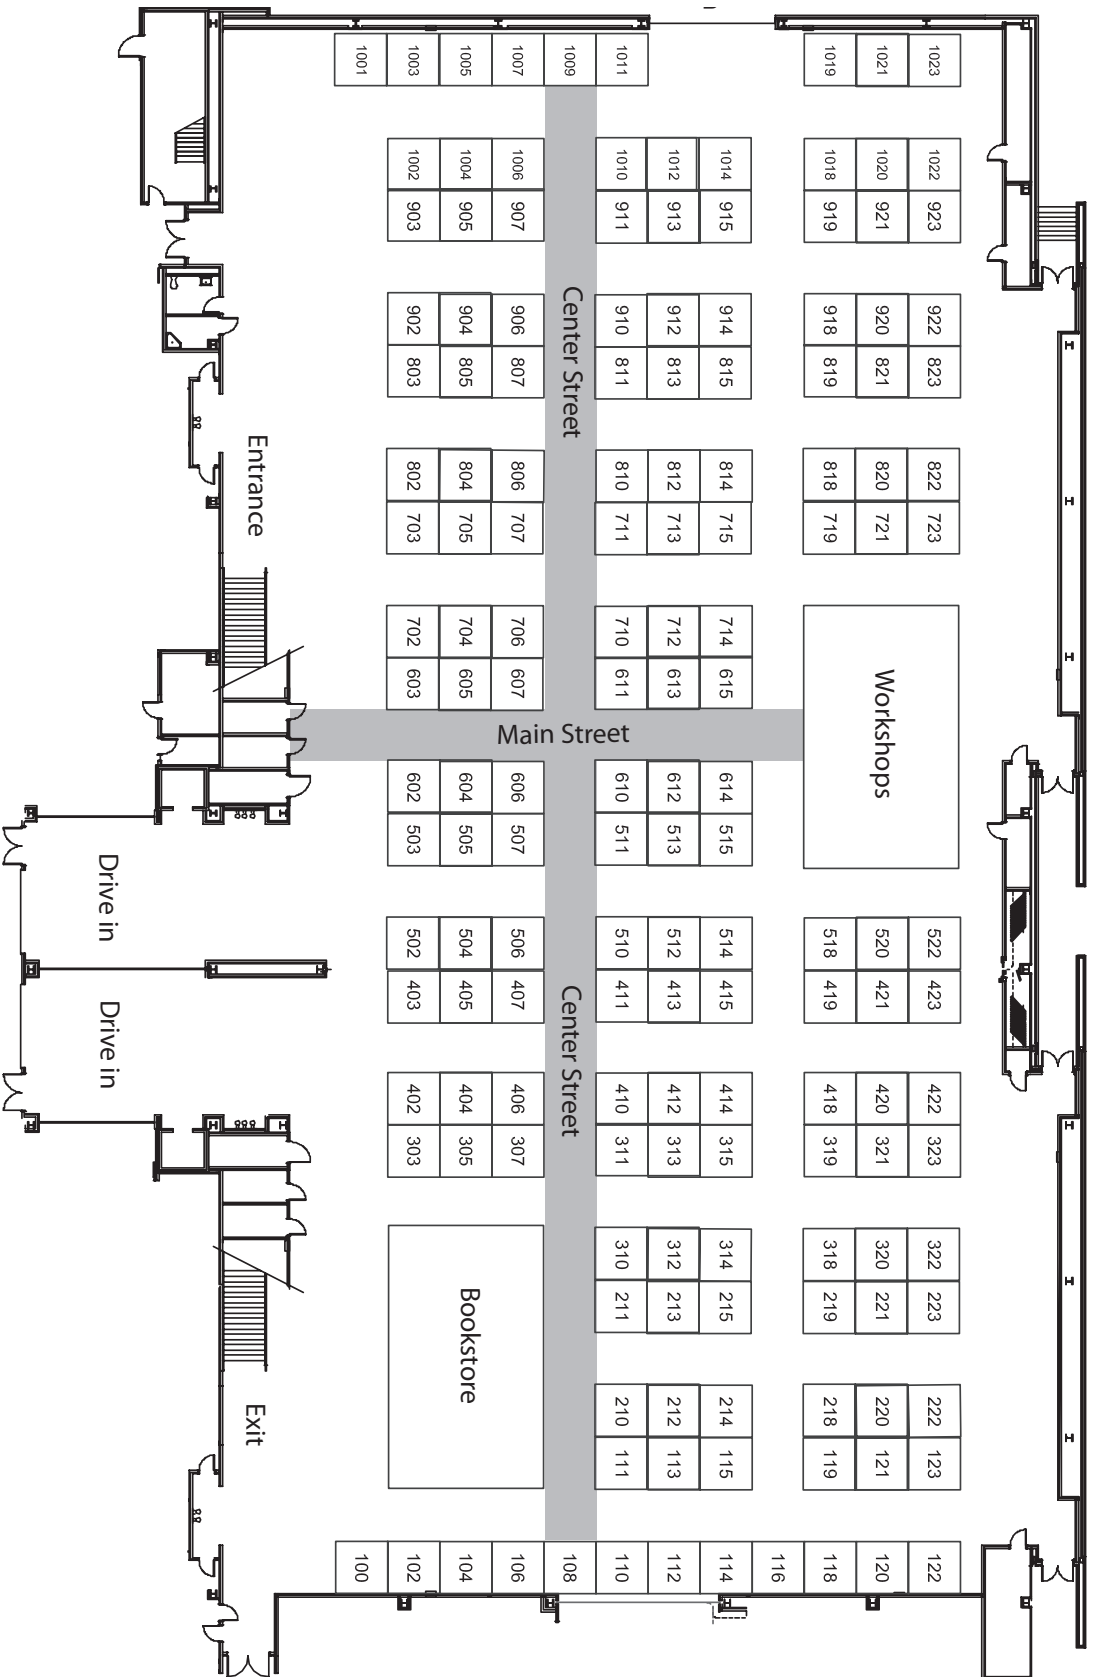 1001 1003 1005 1007 1009 1011 1019 1021 1023
1002 1004 1006 1010 1012 1014 1018 1020 1022
903 905 907 911 913 915 919 921 923
902 904 906 910 912 914 918 920 922
803 805 807 811 813 815 819 821 823
Center Street
Entrance
802 804 806 810 812 814 818 820 822
703 705 707 711 713 715 719 721 723
702 704 706 710 712 714
603 605 607 611 613 615
Workshops
Main Street
602 604 606 610 612 614
503 505 507 511 513 515
Drive in
502 504 506 510 512 514 518 520 522
403 405 407 411 413 415 419 421 423
Drive in
Center Street
402 404 406 410 412 414 418 420 422
303 305 307 311 313 315 319 321 323
310 312 314 318 320 322
211 213 215 219 221 223
Bookstore
Exit
210 212 214 218 220 222
111 113 115 119 121 123
100 102 104 106 108 110 112 114 116 118 120 122